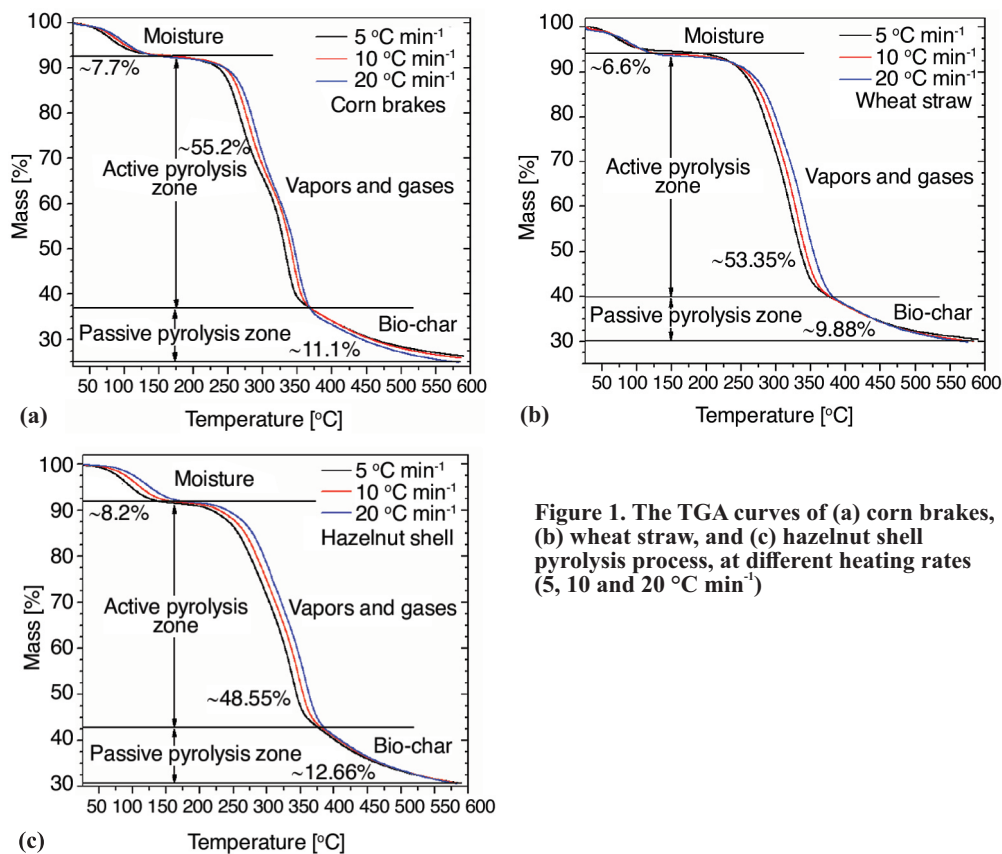 100
90
80
70
60
50
40
30
Mass [%]
Moisture
~7.7%
5 °C min⁻¹
10 °C min⁻¹
20 °C min⁻¹
Corn brakes
~55.2%
Active pyrolysis
zone
Vapors and gases
Passive pyrolysis zone
Bio-char
~11.1%
50 100 150 200 250 300 350 400 450 500 550 600
Temperature [°C]
(a)
100
90
80
70
60
50
40
30
Mass [%]
Moisture
~6.6%
5 °C min⁻¹
10 °C min⁻¹
20 °C min⁻¹
Wheat straw
Active pyrolysis
zone
Vapors and gases
~53.35%
Passive pyrolysis zone
Bio-char
~9.88%
50 100 150 200 250 300 350 400 450 500 550 600
Temperature [°C]
(b)
100
90
80
70
60
50
40
30
Mass [%]
Moisture
~8.2%
5 °C min⁻¹
10 °C min⁻¹
20 °C min⁻¹
Hazelnut shell
Active pyrolysis
zone
Vapors and gases
~48.55%
Passive pyrolysis zone
Bio-char
~12.66%
50 100 150 200 250 300 350 400 450 500 550 600
Temperature [°C]
(c)
Figure 1. The TGA curves of (a) corn brakes,
(b) wheat straw, and (c) hazelnut shell
pyrolysis process, at different heating rates
(5, 10 and 20 °C min⁻¹)